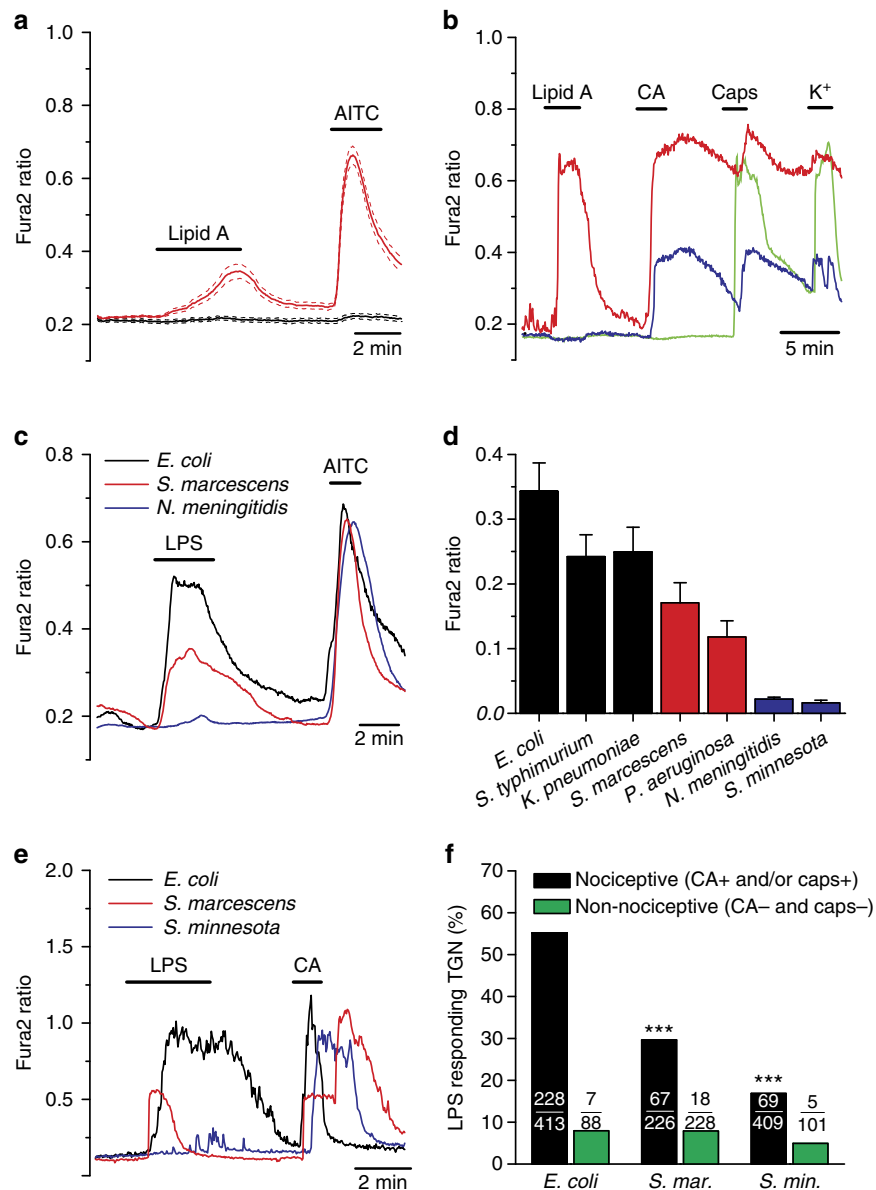 a
1.0
0.8
0.6
0.4
0.2
Fura2 ratio
Lipid A
AITC
2 min
b
1.0
0.8
0.6
0.4
0.2
Fura2 ratio
Lipid A
CA
Caps
K⁺
5 min
c
0.8
0.6
0.4
0.2
Fura2 ratio
E. coli
S. marcescens
N. meningitidis
LPS
AITC
2 min
d
0.4
0.3
0.2
0.1
0.0
Fura2 ratio
E. coli
S. typhimurium
K. pneumoniae
S. marcescens
P. aeruginosa
N. meningitidis
S. minnesota
e
2.0
1.5
1.0
0.5
Fura2 ratio
E. coli
S. marcescens
S. minnesota
LPS
CA
2 min
f
70
60
50
40
30
20
10
0
LPS responding TGN (%)
Nociceptive (CA+ and/or caps+)
Non-nociceptive (CA– and caps–)
***
***
228
413
7
88
67
226
18
228
69
409
5
101
E. coli
S. mar.
S. min.